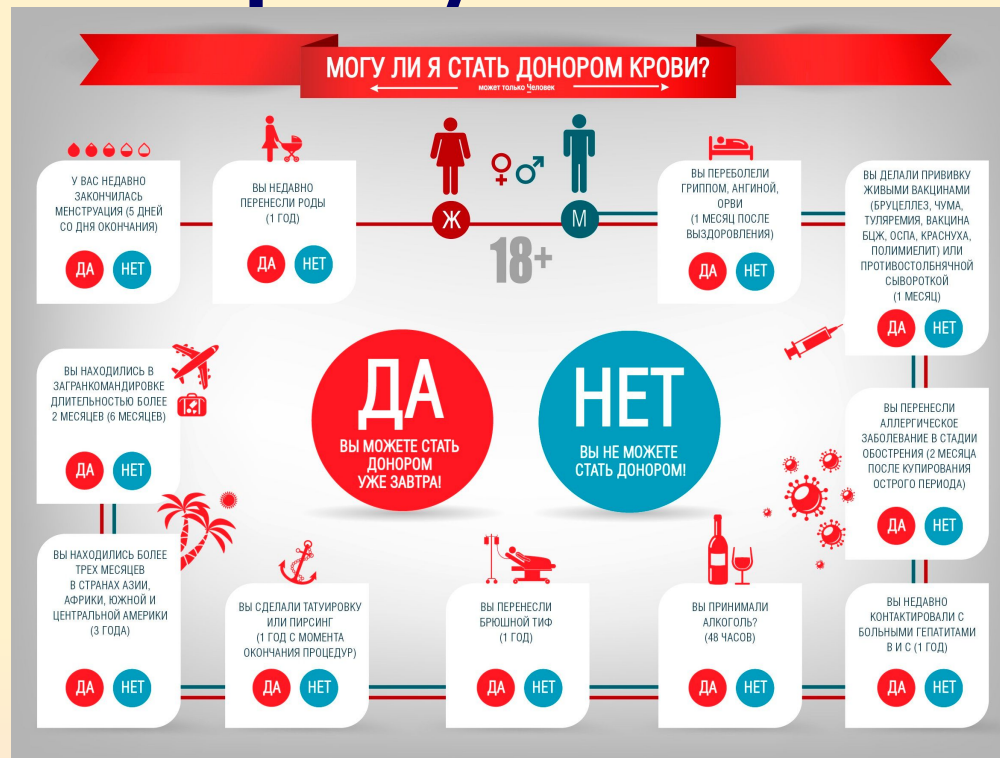 МОГУ ЛИ Я СТАТЬ ДОНОРОМ КРОВИ?
может только Человек
У ВАС НЕДАВНО
ЗАКОНЧИЛАСЬ
МЕНСТРУАЦИЯ (5 ДНЕЙ
СО ДНЯ ОКОНЧАНИЯ)
ДА НЕТ
ВЫ НЕДАВНО
ПЕРЕНЕСЛИ РОДЫ
(1 ГОД)
ДА НЕТ
Ж М
18+
ВЫ ПЕРЕБОЛЕЛИ
ГРИППОМ, АНГИНОЙ,
ОРВИ
(1 МЕСЯЦ ПОСЛЕ
ВЫЗДОРОВЛЕНИЯ)
ДА НЕТ
ВЫ ДЕЛАЛИ ПРИВИВКУ
ЖИВЫМИ ВАКЦИНАМИ
(БРУЦЕЛЛЕЗ, ЧУМА,
ТУЛЯРЕМИЯ, ВАКЦИНА
БЦЖ, ОСПА, КРАСНУХА,
ПОЛИМИЕЛИТ) ИЛИ
ПРОТИВОСТОЛБНЯЧНОЙ
СЫВОРОТКОЙ
(1 МЕСЯЦ)
ДА НЕТ
ВЫ НАХОДИЛИСЬ В
ЗАГРАНКОМАНДИРОВКЕ
ДЛИТЕЛЬНОСТЬЮ БОЛЕЕ
2 МЕСЯЦЕВ (6 МЕСЯЦЕВ)
ДА НЕТ
ДА
ВЫ МОЖЕТЕ СТАТЬ
ДОНОРОМ
УЖЕ ЗАВТРА!
НЕТ
ВЫ НЕ МОЖЕТЕ
СТАТЬ ДОНОРОМ!
ВЫ ПЕРЕНЕСЛИ
АЛЛЕРГИЧЕСКОЕ
ЗАБОЛЕВАНИЕ В СТАДИИ
ОБОСТРЕНИЯ (2 МЕСЯЦА
ПОСЛЕ КУПИРОВАНИЯ
ОСТРОГО ПЕРИОДА)
ДА НЕТ
ВЫ НАХОДИЛИСЬ БОЛЕЕ
ТРЕХ МЕСЯЦЕВ
В СТРАНАХ АЗИИ,
АФРИКИ, ЮЖНОЙ И
ЦЕНТРАЛЬНОЙ АМЕРИКИ
(3 ГОДА)
ДА НЕТ
ВЫ СДЕЛАЛИ ТАТУИРОВКУ
ИЛИ ПИРСИНГ
(1 ГОД С МОМЕНТА
ОКОНЧАНИЯ ПРОЦЕДУР)
ДА НЕТ
ВЫ ПЕРЕНЕСЛИ
БРЮШНОЙ ТИФ
(1 ГОД)
ДА НЕТ
ВЫ ПРИНИМАЛИ
АЛКОГОЛЬ?
(48 ЧАСОВ)
ДА НЕТ
ВЫ НЕДАВНО
КОНТАКТИРОВАЛИ С
БОЛЬНЫМИ ГЕПАТИТАМИ
В И С (1 ГОД)
ДА НЕТ